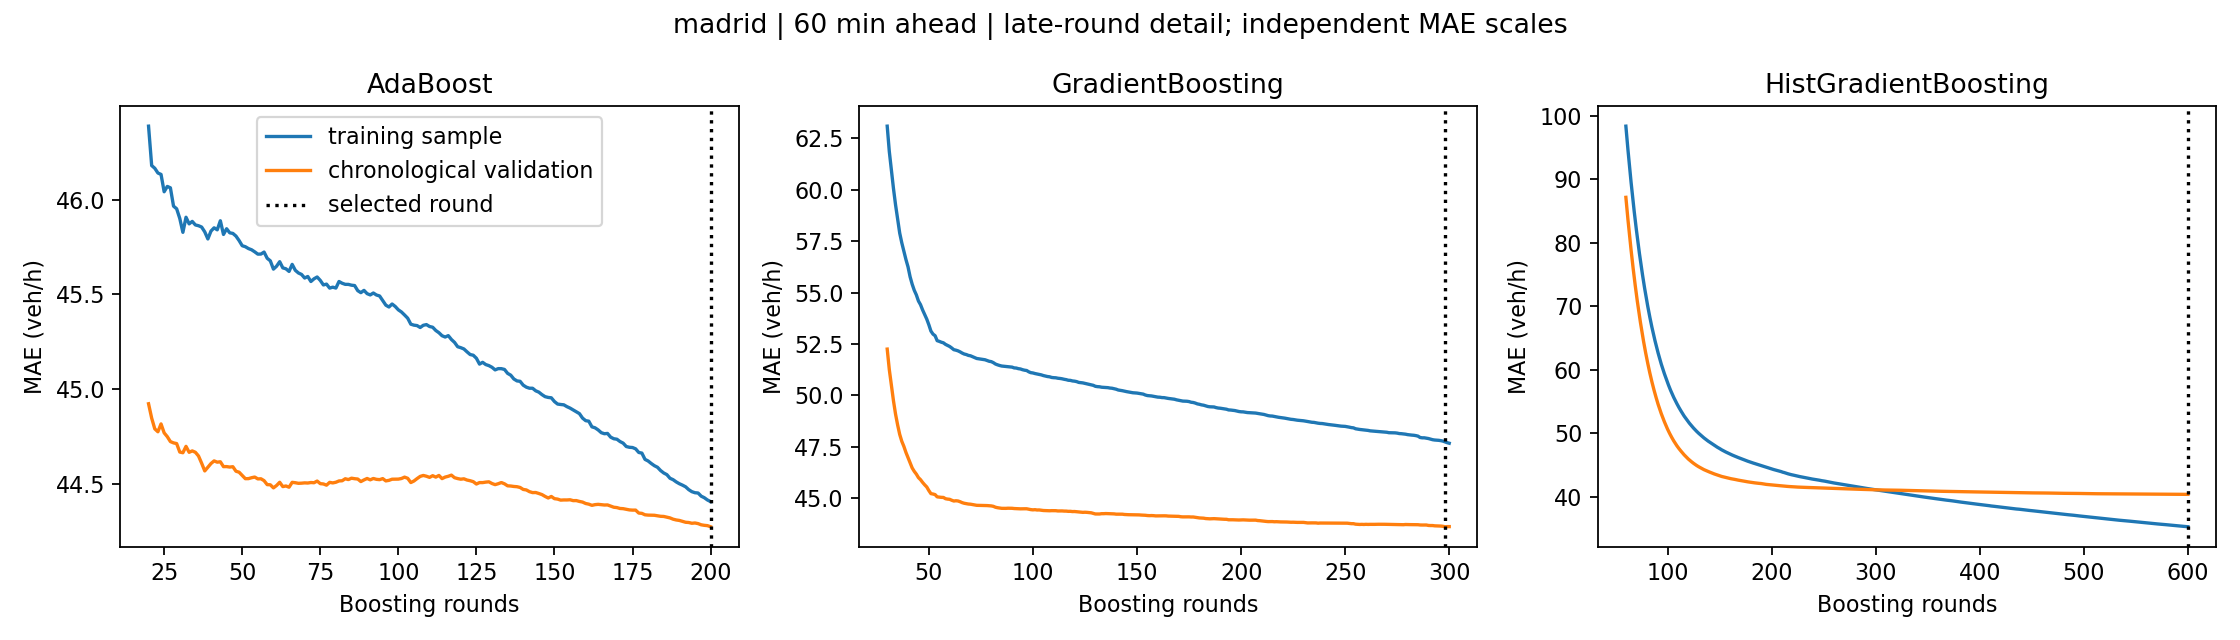 madrid | 60 min ahead | late-round detail; independent MAE scales
AdaBoost
training sample
chronological validation
selected round
46.0
45.5
45.0
44.5
MAE (veh/h)
25 50 75 100 125 150 175 200
Boosting rounds
GradientBoosting
62.5
60.0
57.5
55.0
52.5
50.0
47.5
45.0
MAE (veh/h)
50 100 150 200 250 300
Boosting rounds
HistGradientBoosting
100
90
80
70
60
50
40
MAE (veh/h)
100 200 300 400 500 600
Boosting rounds